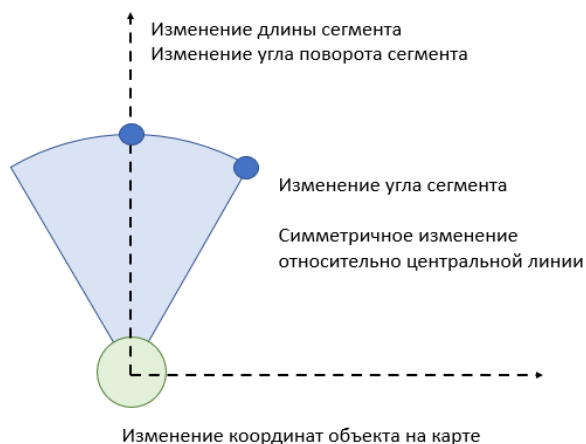 Изменение длины сегмента
Изменение угла поворота сегмента
Изменение угла сегмента
Симметричное изменение
относительно центральной линии
Изменение координат объекта на карте